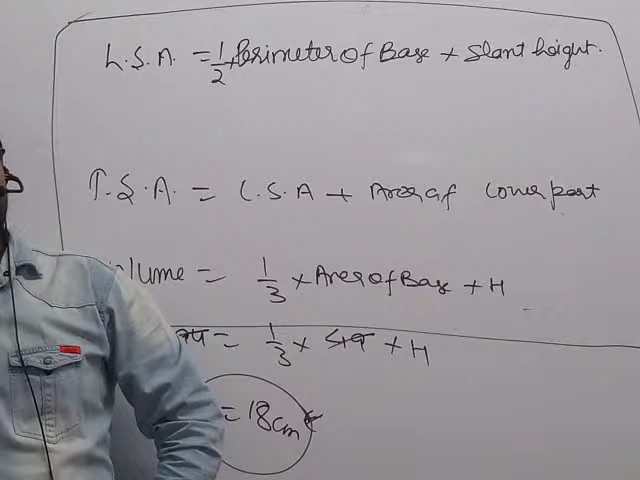 L.S.A. = 1/2 × Perimeter of Base × Slant height.
T.S.A. = L.S.A + Area of Lower part
lume = 1/3 × Area of Base × H
= 1/3 × × H
= 18cm